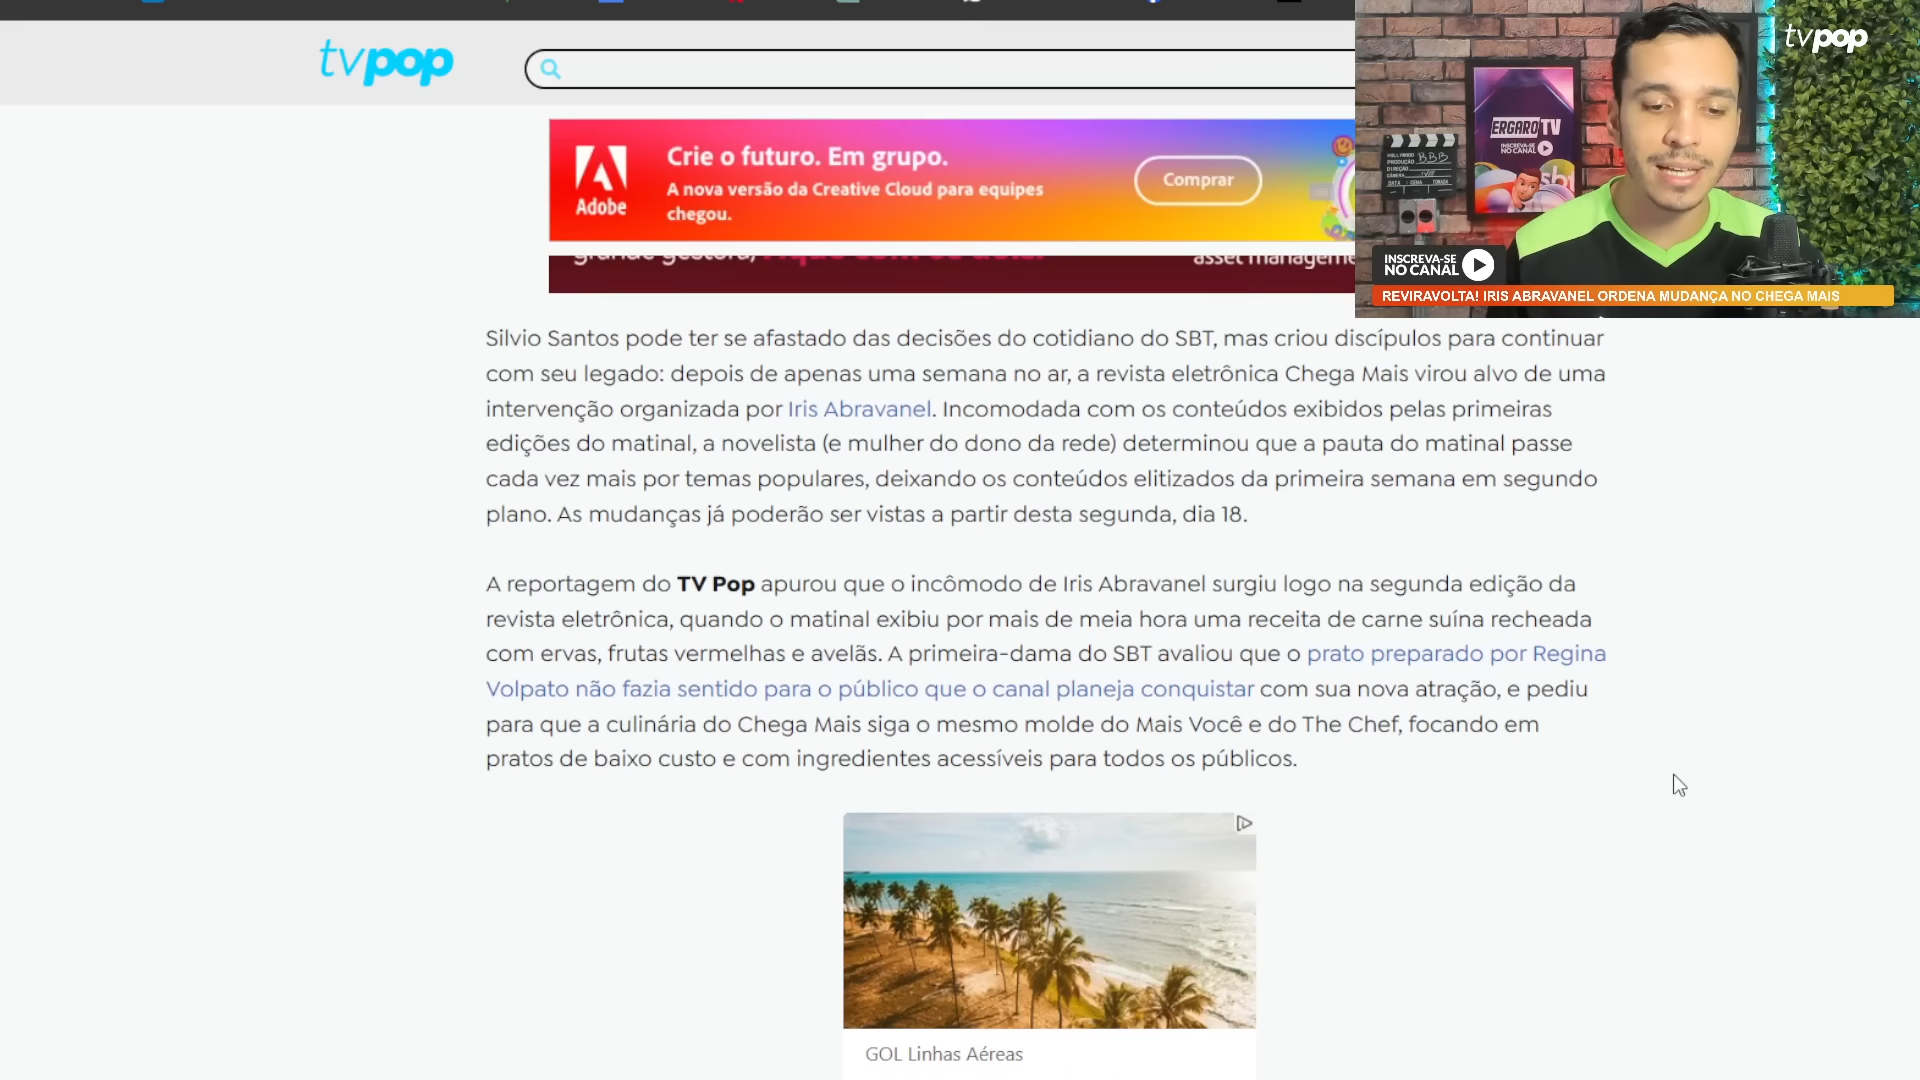 tvpop
Adobe
Crie o futuro. Em grupo.
A nova versão da Creative Cloud para equipes
chegou.
Comprar
grande gestora,
asset manageme
tvpop
ERGARO TV
INSCREVA-SE
NO CANAL
BBB
sbt
INSCREVA-SE
NO CANAL
REVIRAVOLTA! IRIS ABRAVANEL ORDENA MUDANÇA NO CHEGA MAIS
Silvio Santos pode ter se afastado das decisões do cotidiano do SBT, mas criou discípulos para continuar
com seu legado: depois de apenas uma semana no ar, a revista eletrônica Chega Mais virou alvo de uma
intervenção organizada por Iris Abravanel. Incomodada com os conteúdos exibidos pelas primeiras
edições do matinal, a novelista (e mulher do dono da rede) determinou que a pauta do matinal passe
cada vez mais por temas populares, deixando os conteúdos elitizados da primeira semana em segundo
plano. As mudanças já poderão ser vistas a partir desta segunda, dia 18.
A reportagem do TV Pop apurou que o incômodo de Iris Abravanel surgiu logo na segunda edição da
revista eletrônica, quando o matinal exibiu por mais de meia hora uma receita de carne suína recheada
com ervas, frutas vermelhas e avelãs. A primeira-dama do SBT avaliou que o prato preparado por Regina
Volpato não fazia sentido para o público que o canal planeja conquistar com sua nova atração, e pediu
para que a culinária do Chega Mais siga o mesmo molde do Mais Você e do The Chef, focando em
pratos de baixo custo e com ingredientes acessíveis para todos os públicos.
GOL Linhas Aéreas